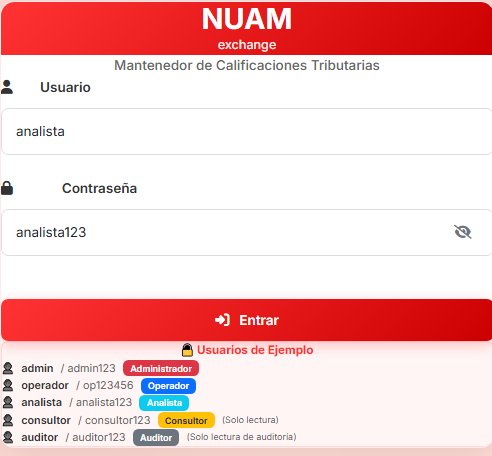 NUAM
exchange
Mantenedor de Calificaciones Tributarias
Usuario
analista
Contraseña
analista123
Entrar
Usuarios de Ejemplo
admin / admin123 Administrador
operador / op123456 Operador
analista / analista123 Analista
consultor / consultor123 Consultor (Solo lectura)
auditor / auditor123 Auditor (Solo lectura de auditoría)